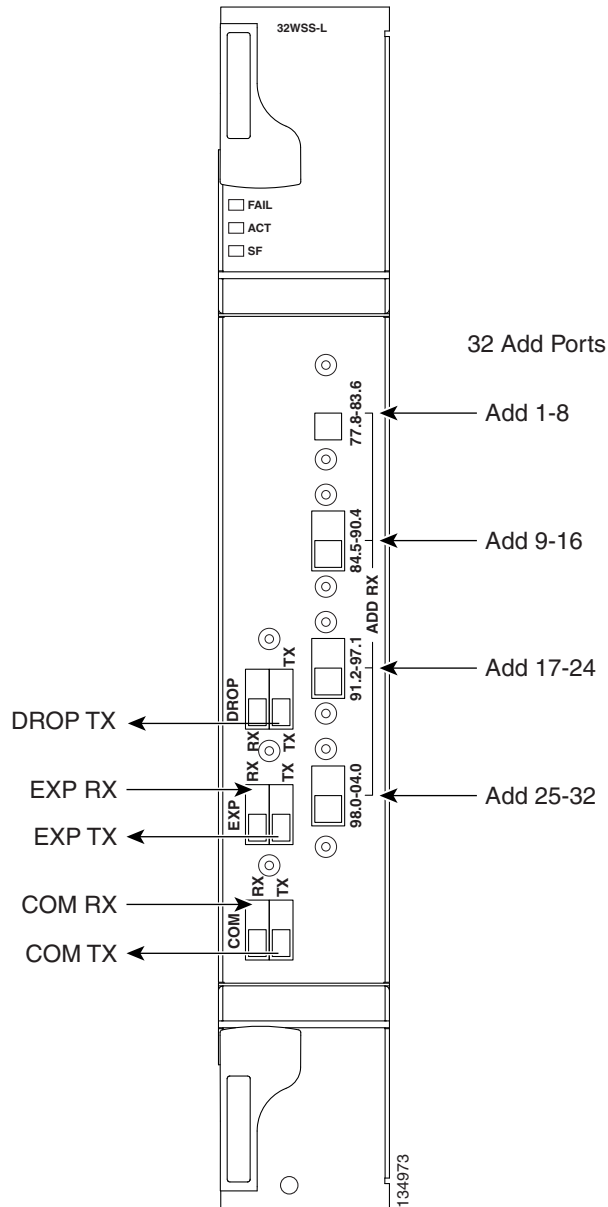 32WSS-L
FAIL
ACT
SF
32 Add Ports
77.8-83.6
Add 1-8
84.5-90.4
Add 9-16
ADD RX
91.2-97.1
Add 17-24
98.0-04.0
Add 25-32
TX
DROP
RX
TX
DROP TX
RX
TX
EXP
EXP RX
EXP TX
RX
TX
COM
COM RX
COM TX
134973